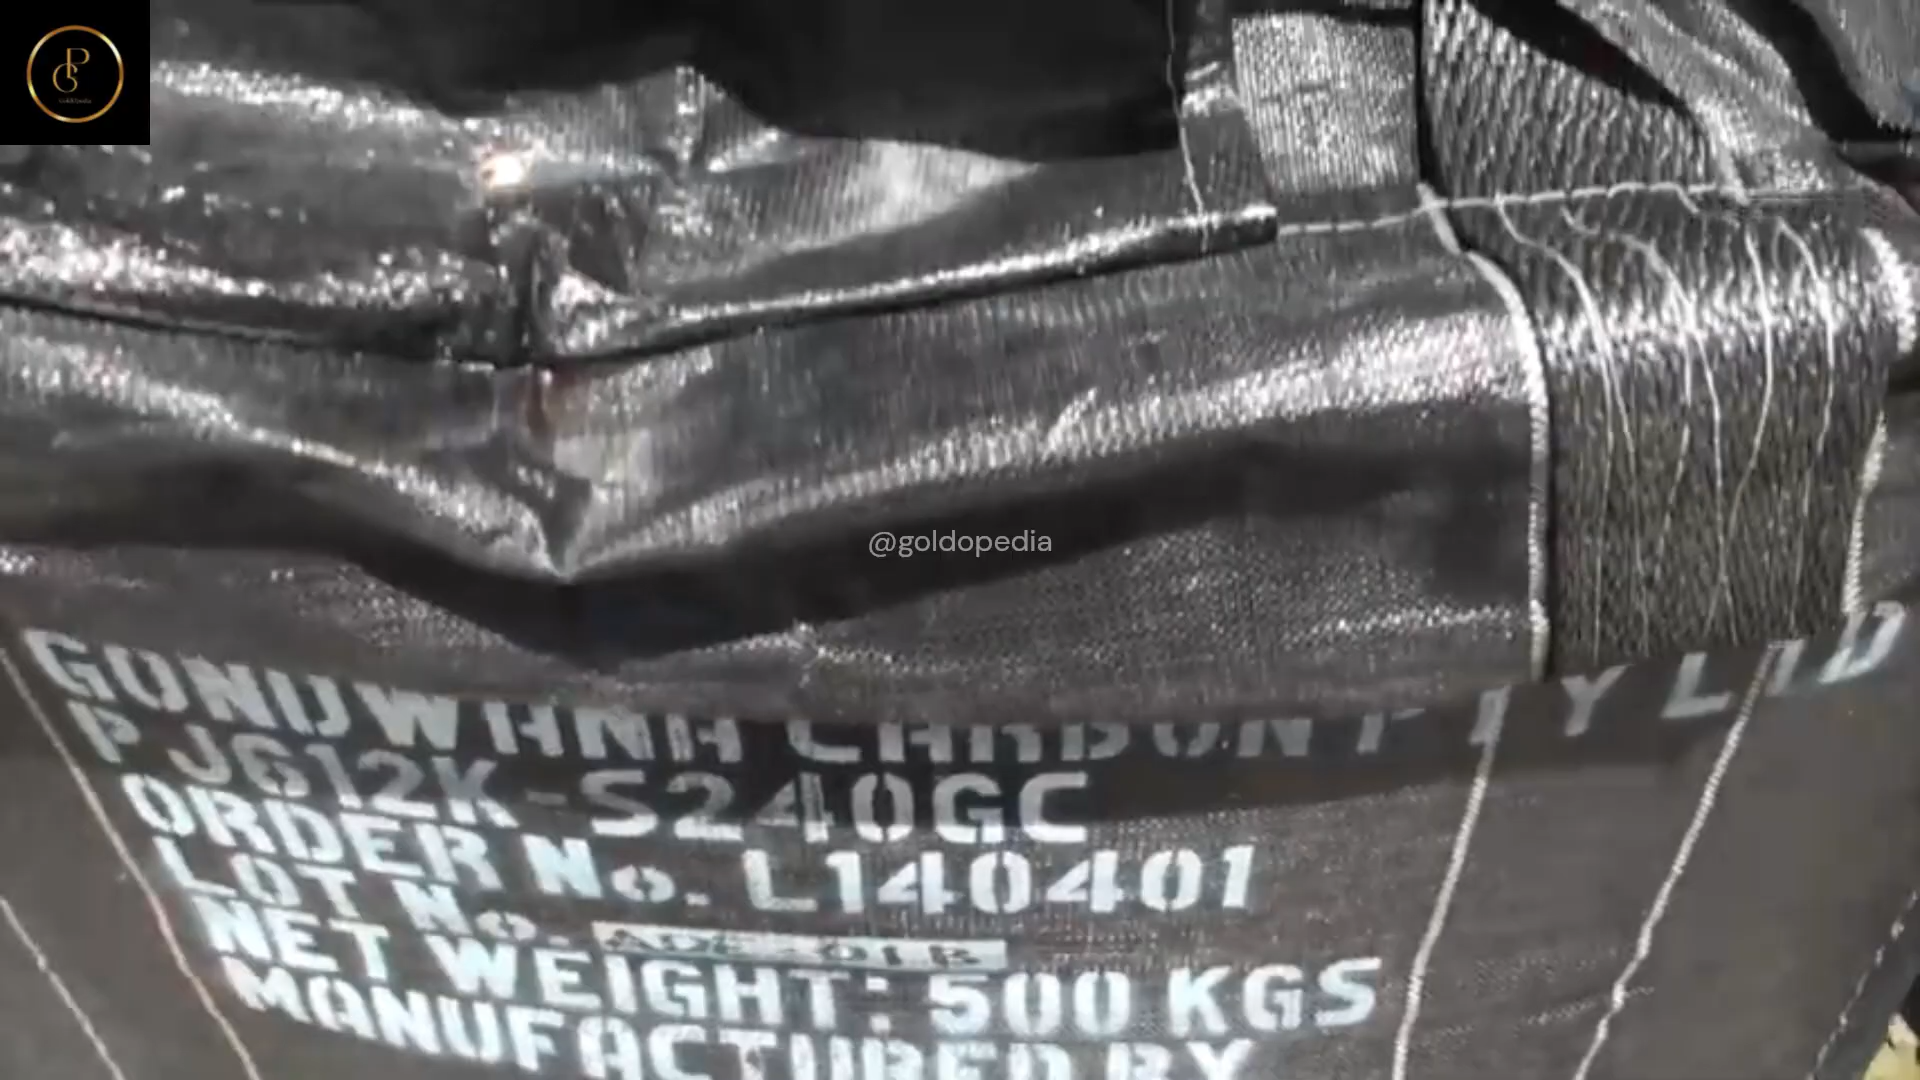 @goldopedia
GONDWANA CARBON PTY LTD
PJ612K-S240GC
ORDER No. L140401
LOT No.
NET WEIGHT: 500 KGS
MANUFACTURED BY